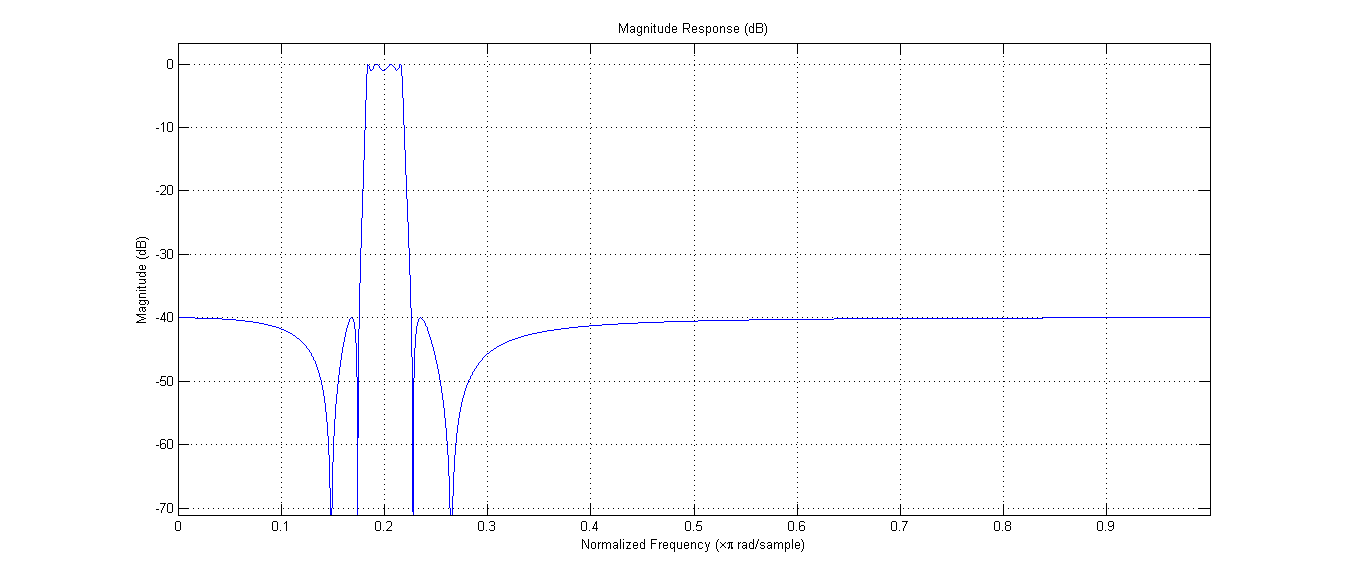 Magnitude Response (dB)
Magnitude (dB)
0
-10
-20
-30
-40
-50
-60
-70
0 0.1 0.2 0.3 0.4 0.5 0.6 0.7 0.8 0.9
Normalized Frequency (×π rad/sample)